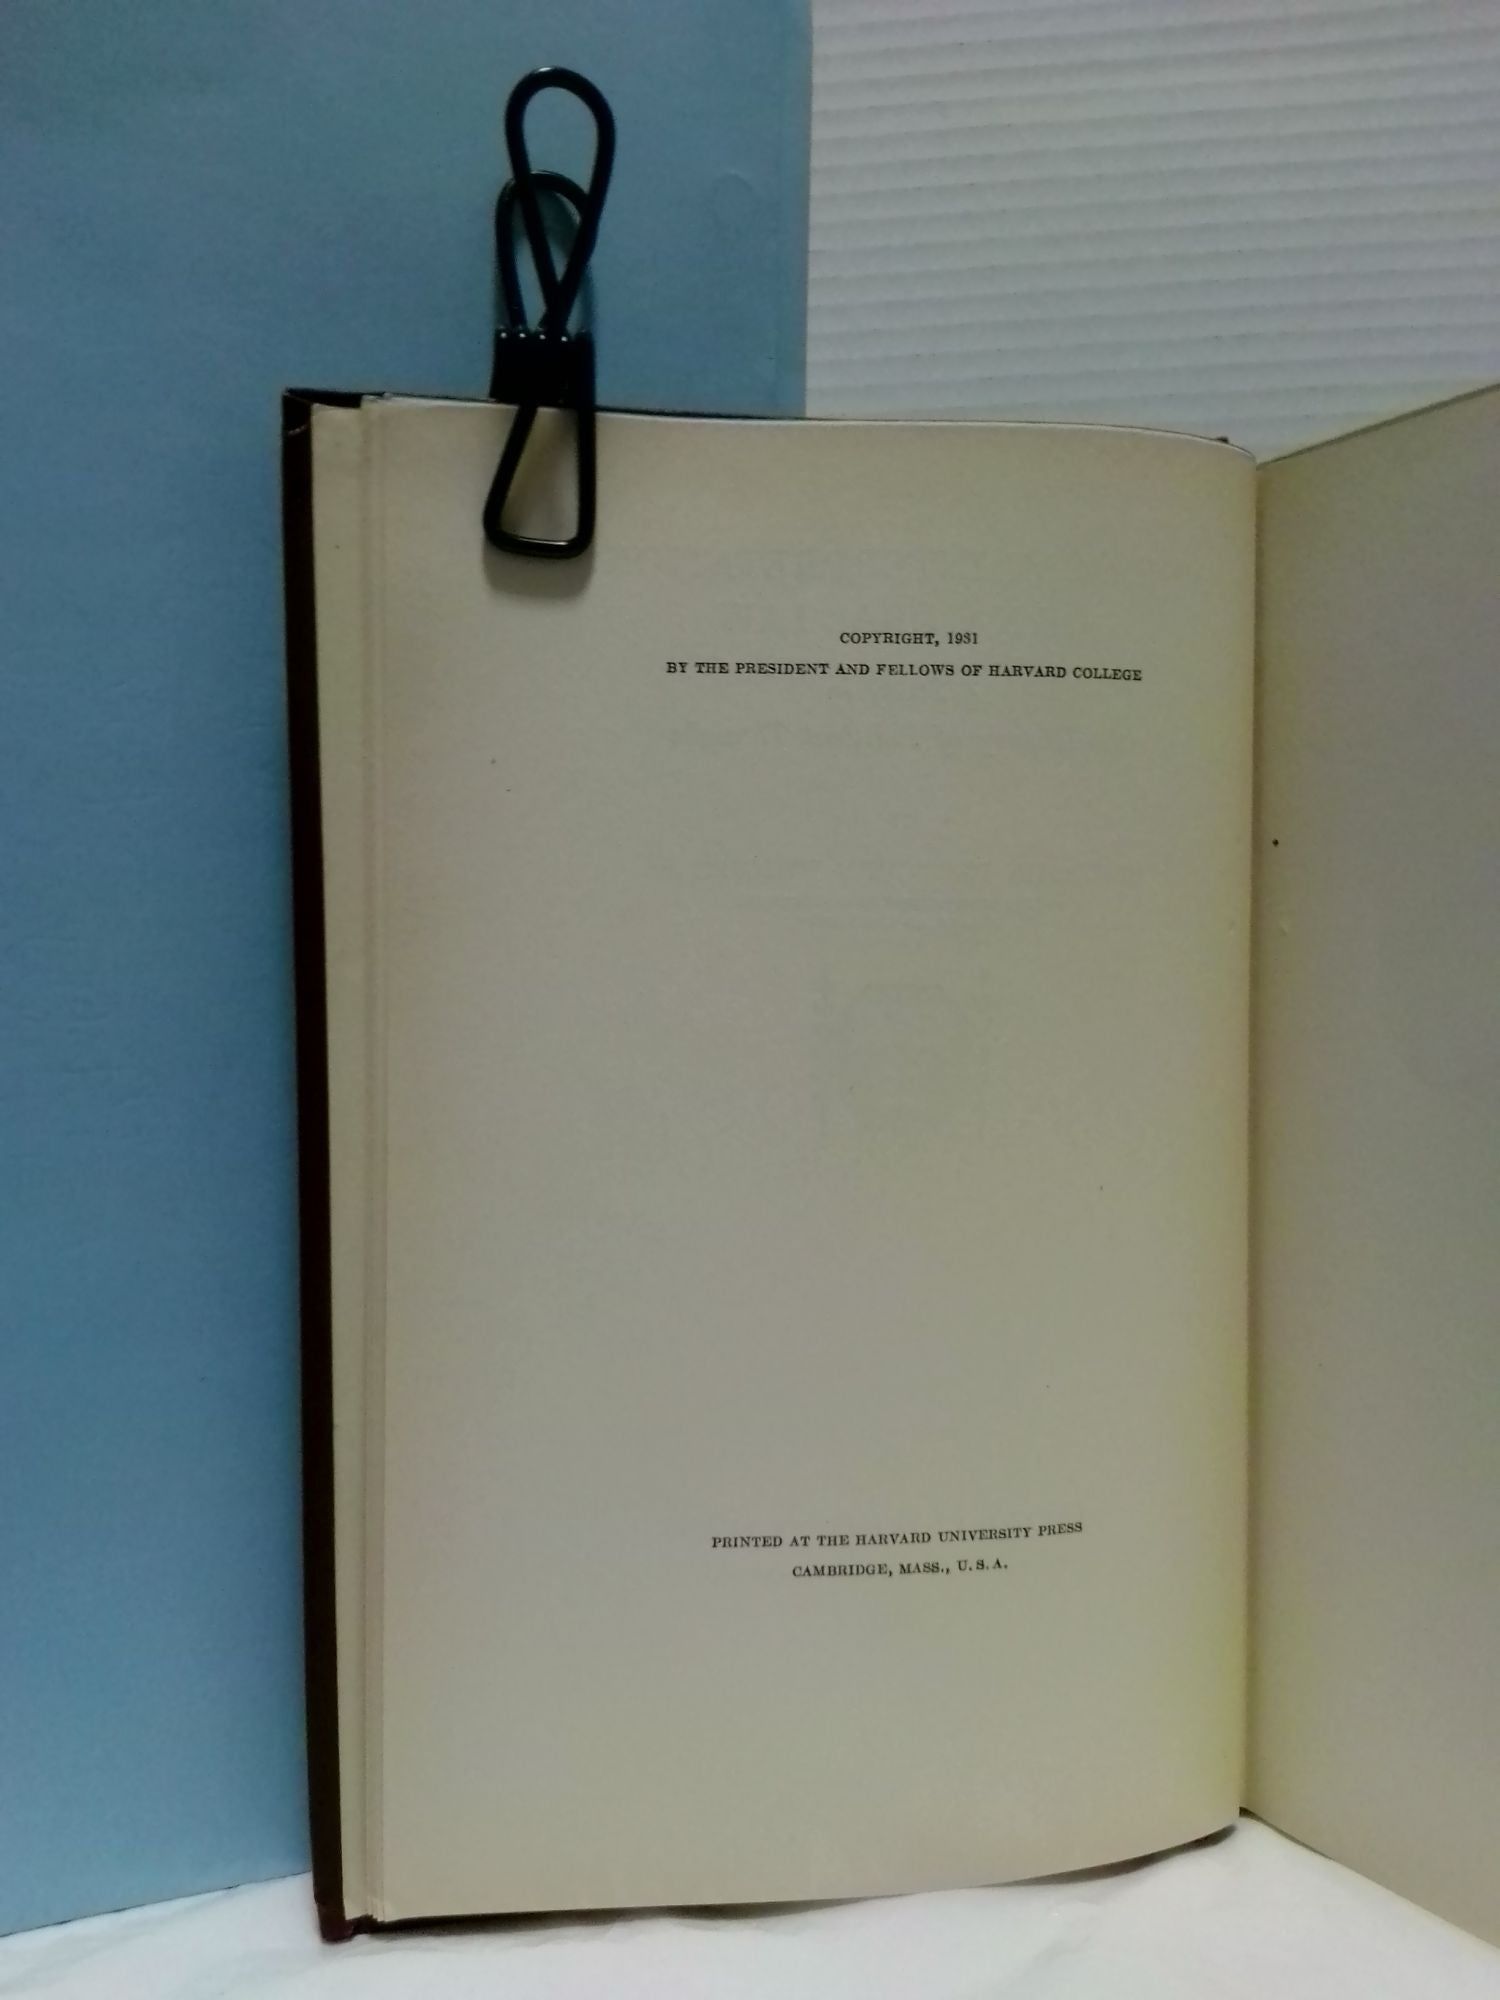 COPYRIGHT, 1931
BY THE PRESIDENT AND FELLOWS OF HARVARD COLLEGE
PRINTED AT THE HARVARD UNIVERSITY PRESS
CAMBRIDGE, MASS., U.S.A.